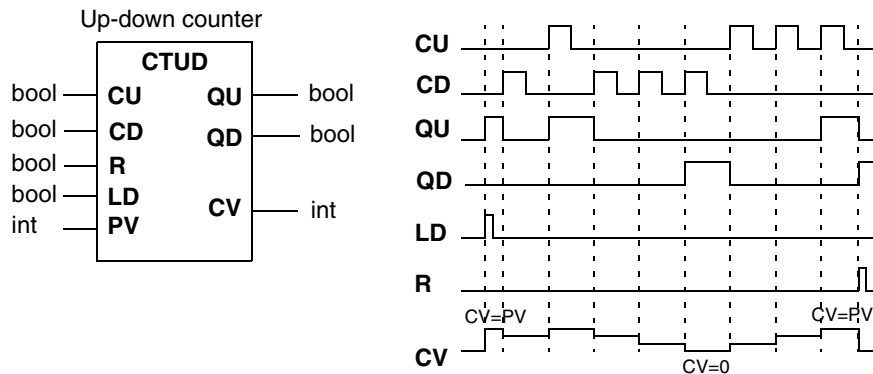 Up-down counter
CTUD
bool CU QU bool
bool CD QD bool
bool R
bool LD
int PV CV int
CU
CD
QU
QD
LD
R
CV=PV CV=PV
CV
CV=0